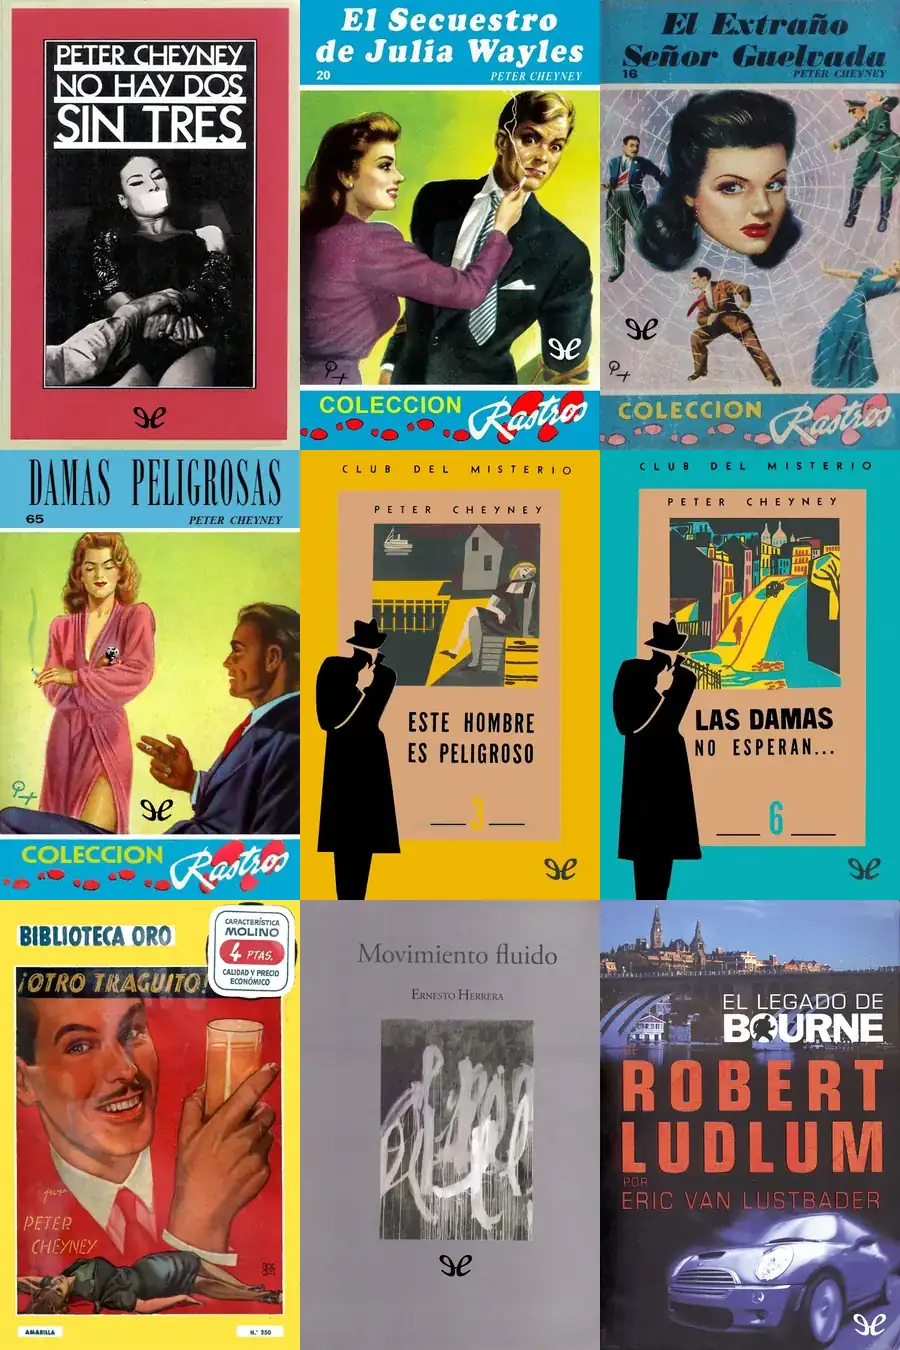 PETER CHEYNEY
NO HAY DOS
SIN TRES
El Secuestro
de Julia Wayles
20
PETER CHEYNEY
COLECCION
Rastros
El Extraño
Señor Guelvada
16
PETER CHEYNEY
COLECCION
Rastros
DAMAS PELIGROSAS
65
PETER CHEYNEY
COLECCION
Rastros
CLUB DEL MISTERIO
PETER CHEYNEY
ESTE HOMBRE
ES PELIGROSO
3
CLUB DEL MISTERIO
PETER CHEYNEY
LAS DAMAS
NO ESPERAN...
6
BIBLIOTECA ORO
CARACTERÍSTICA
MOLINO
4 PTAS.
CALIDAD Y PRECIO
ECONÓMICO
¡OTRO TRAGUITO!
por
PETER
CHEYNEY
AMARILLA
N.º 250
Movimiento fluido
ERNESTO HERRERA
EL LEGADO DE
BOURNE
DE
ROBERT
LUDLUM
POR
ERIC VAN LUSTBADER